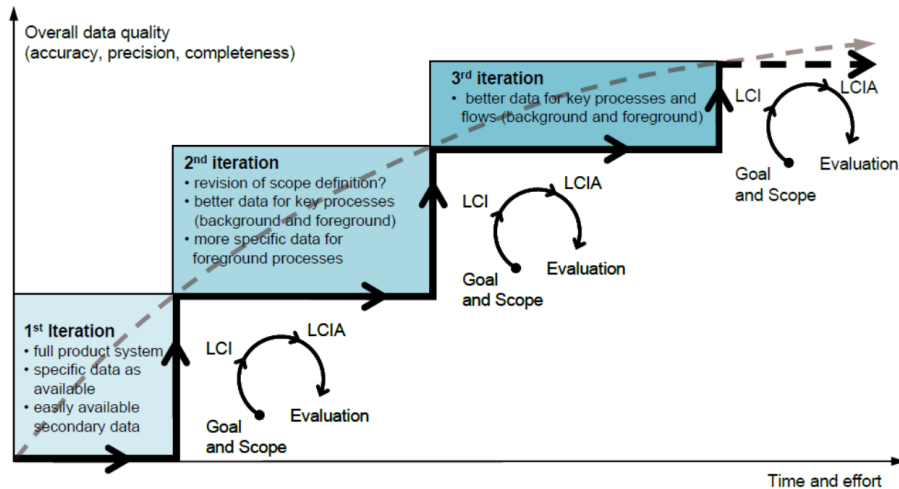 Overall data quality
(accuracy, precision, completeness)
3rd iteration
• better data for key processes and
flows (background and foreground)
LCI
LCIA
Goal
and Scope
Evaluation
2nd iteration
• revision of scope definition?
• better data for key processes
(background and foreground)
• more specific data for
foreground processes
LCI
LCIA
Goal
and Scope
Evaluation
1st Iteration
• full product system
• specific data as
available
• easily available
secondary data
LCI
LCIA
Goal
and Scope
Evaluation
Time and effort